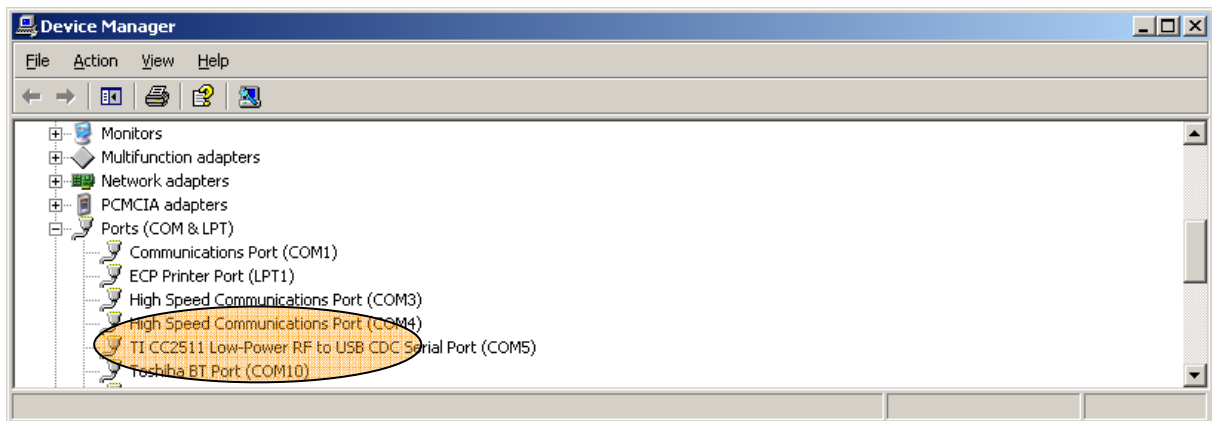 Device Manager
File Action View Help
Monitors
Multifunction adapters
Network adapters
PCMCIA adapters
Ports (COM & LPT)
Communications Port (COM1)
ECP Printer Port (LPT1)
High Speed Communications Port (COM3)
High Speed Communications Port (COM4)
TI CC2511 Low-Power RF to USB CDC Serial Port (COM5)
Toshiba BT Port (COM10)